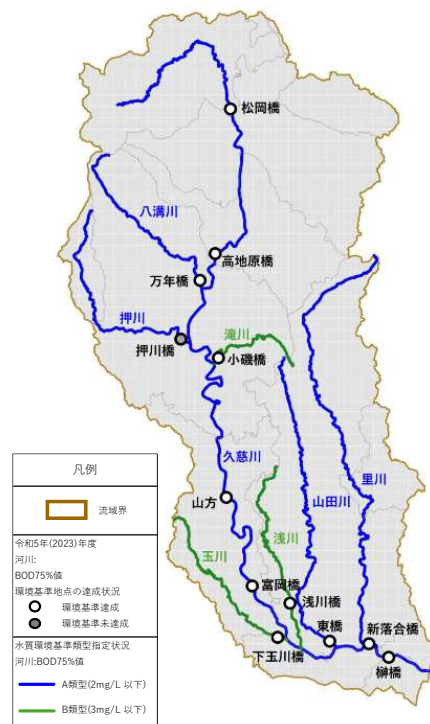 松岡橋
八溝川
高地原橋
万年橋
押川
滝川
押川橋
小磯橋
久慈川
里川
山方
山田川
浅川
玉川
富岡橋
浅川橋
東橋
新落合橋
下玉川橋
榊橋
凡例
流域界
令和5年(2023)年度
河川:
BOD75%値
環境基準地点の達成状況
環境基準達成
環境基準未達成
水質環境基準類型指定状況
河川:BOD75%値
A類型(2mg/L 以下)
B類型(3mg/L 以下)